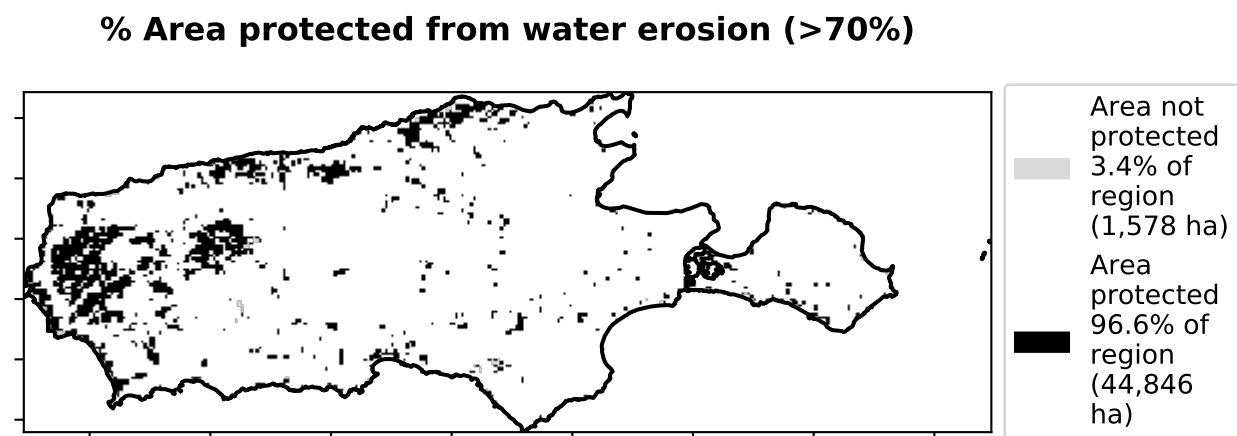 % Area protected from water erosion (>70%)
Area not
protected
3.4% of
region
(1,578 ha)
Area
protected
96.6% of
region
(44,846
ha)